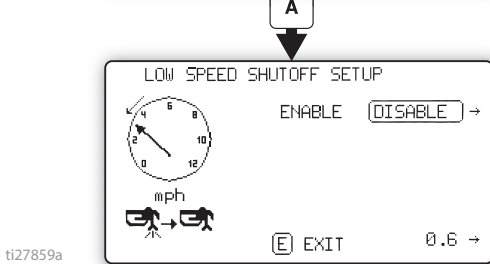 A
LOW SPEED SHUTOFF SETUP
ENABLE DISABLE →
6
4 8
2 10
0 12
mph
E EXIT 0.6 →
ti27859a